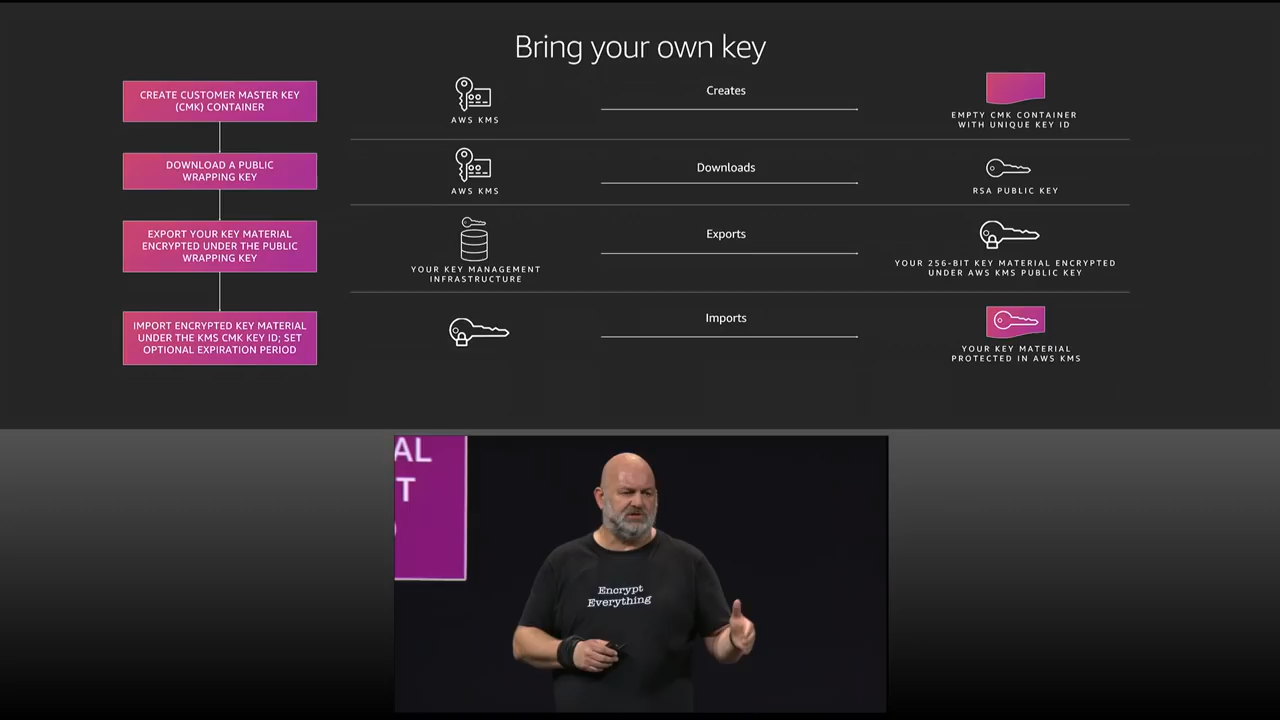 Bring your own key
CREATE CUSTOMER MASTER KEY
(CMK) CONTAINER
AWS KMS
Creates
EMPTY CMK CONTAINER
WITH UNIQUE KEY ID
DOWNLOAD A PUBLIC
WRAPPING KEY
AWS KMS
Downloads
RSA PUBLIC KEY
EXPORT YOUR KEY MATERIAL
ENCRYPTED UNDER THE PUBLIC
WRAPPING KEY
YOUR KEY MANAGEMENT
INFRASTRUCTURE
Exports
YOUR 256-BIT KEY MATERIAL ENCRYPTED
UNDER AWS KMS PUBLIC KEY
IMPORT ENCRYPTED KEY MATERIAL
UNDER THE KMS CMK KEY ID; SET
OPTIONAL EXPIRATION PERIOD
Imports
YOUR KEY MATERIAL
PROTECTED IN AWS KMS
AL
T
Encrypt
Everything